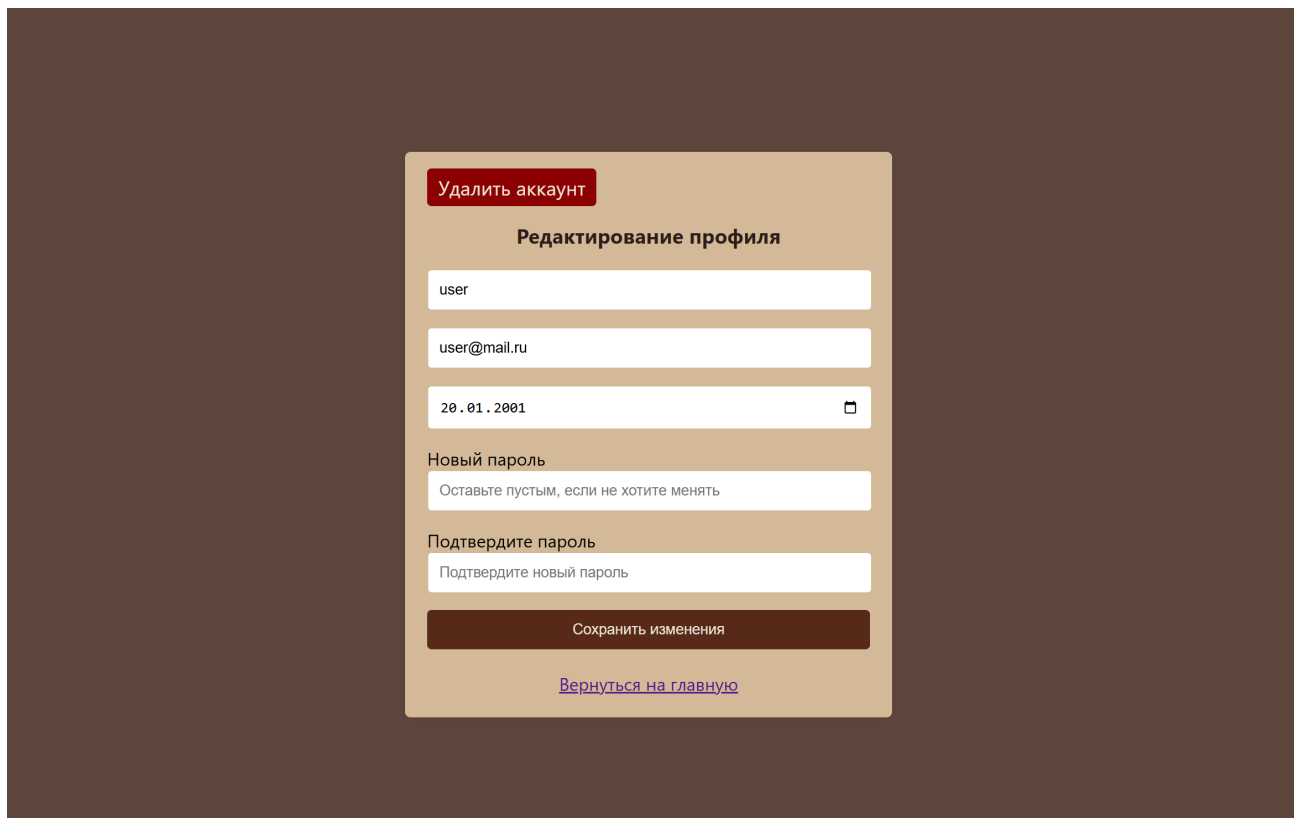 Удалить аккаунт
Редактирование профиля
user
user@mail.ru
20.01.2001
Новый пароль
Оставьте пустым, если не хотите менять
Подтвердите пароль
Подтвердите новый пароль
Сохранить изменения
Вернуться на главную